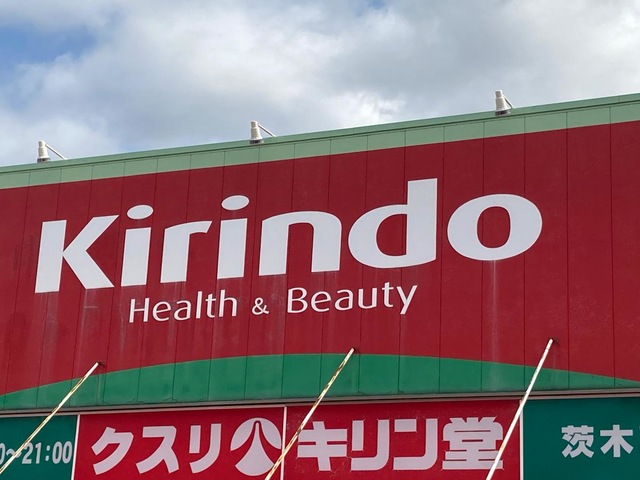 Kirindo
Health & Beauty
0～21:00
クスリ
キリン堂
茨木